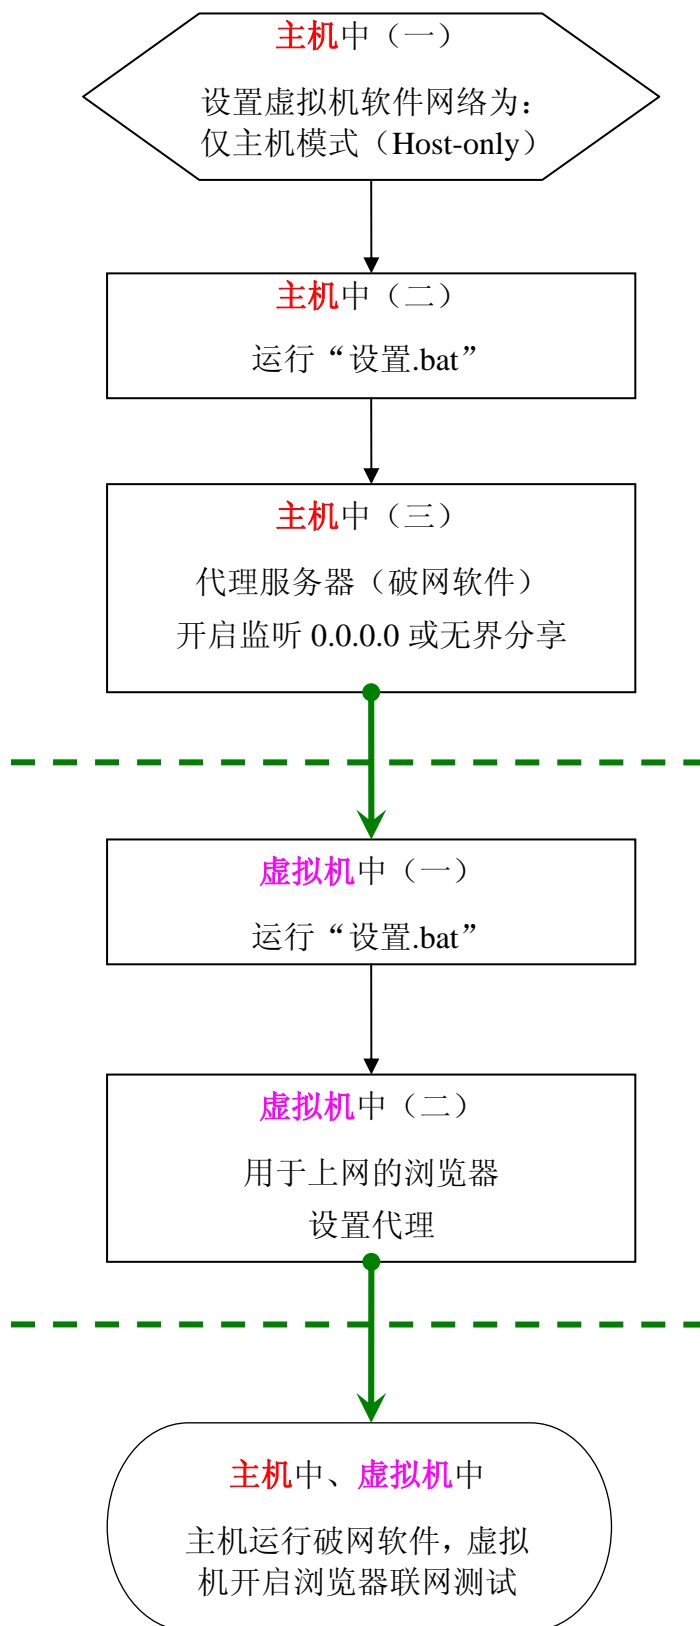 主机中（一）
设置虚拟机软件网络为：
仅主机模式（Host-only）
主机中（二）
运行“设置.bat”
主机中（三）
代理服务器（破网软件）
开启监听 0.0.0.0 或无界分享
虚拟机中（一）
运行“设置.bat”
虚拟机中（二）
用于上网的浏览器
设置代理
主机中、虚拟机中
主机运行破网软件，虚拟
机开启浏览器联网测试